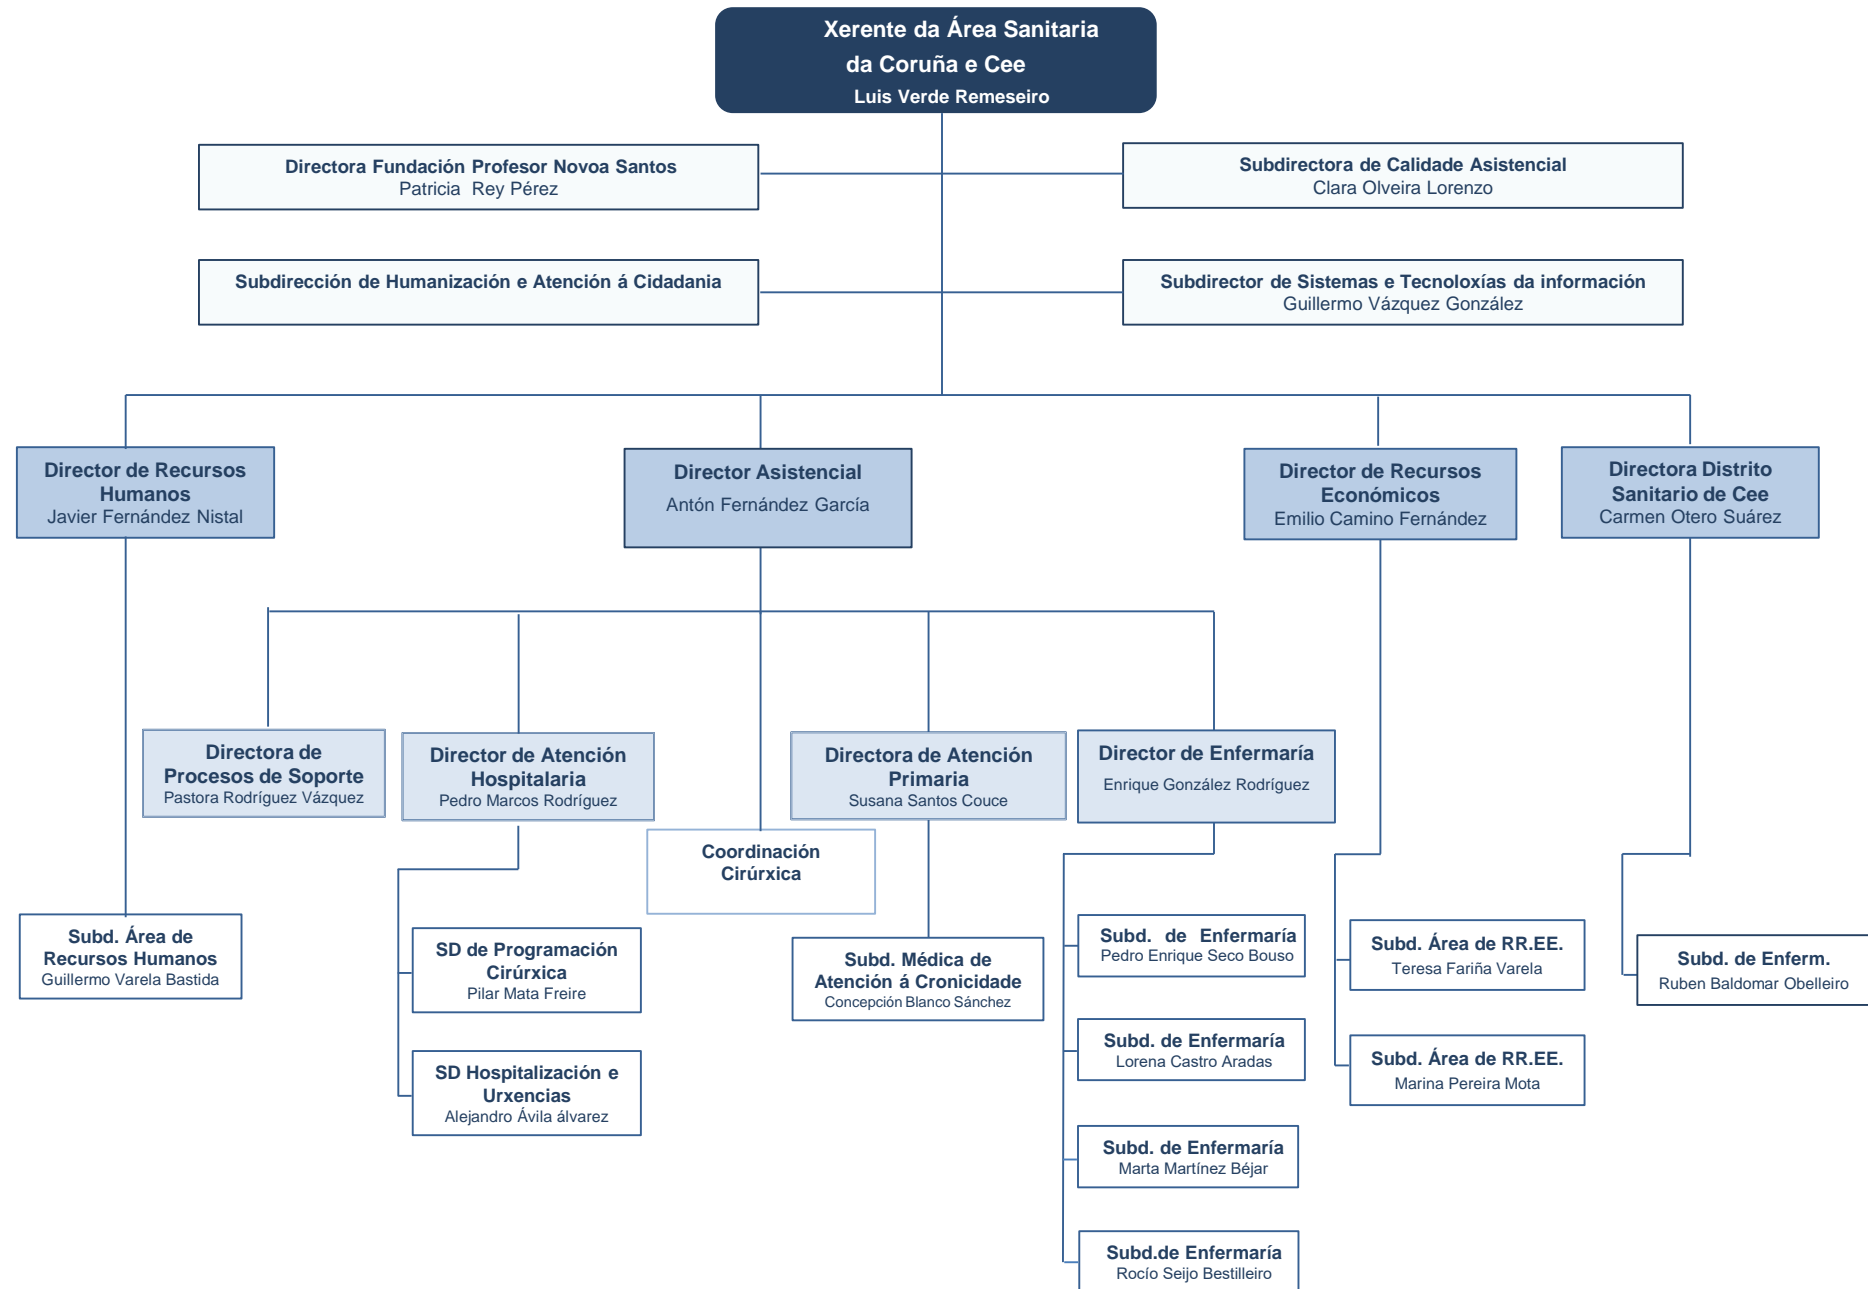 Xerente da Área Sanitaria
da Coruña e Cee
Luis Verde Remeseiro
Directora Fundación Profesor Novoa Santos
Patricia Rey Pérez
Subdirectora de Calidade Asistencial
Clara Olveira Lorenzo
Subdirección de Humanización e Atención á Cidadania
Subdirector de Sistemas e Tecnoloxías da información
Guillermo Vázquez González
Director de Recursos
Humanos
Javier Fernández Nistal
Director Asistencial
Antón Fernández García
Director de Recursos
Económicos
Emilio Camino Fernández
Directora Distrito
Sanitario de Cee
Carmen Otero Suárez
Directora de
Procesos de Soporte
Pastora Rodríguez Vázquez
Director de Atención
Hospitalaria
Pedro Marcos Rodríguez
Directora de Atención
Primaria
Susana Santos Couce
Director de Enfermaría
Enrique González Rodríguez
Coordinación
Cirúrxica
Subd. Área de
Recursos Humanos
Guillermo Varela Bastida
SD de Programación
Cirúrxica
Pilar Mata Freire
SD Hospitalización e
Urxencias
Alejandro Ávila álvarez
Subd. Médica de
Atención á Cronicidade
Concepción Blanco Sánchez
Subd. de Enfermaría
Pedro Enrique Seco Bouso
Subd. de Enfermaría
Lorena Castro Aradas
Subd. de Enfermaría
Marta Martínez Béjar
Subd.de Enfermaría
Rocío Seijo Bestilleiro
Subd. Área de RR.EE.
Teresa Fariña Varela
Subd. Área de RR.EE.
Marina Pereira Mota
Subd. de Enferm.
Ruben Baldomar Obelleiro